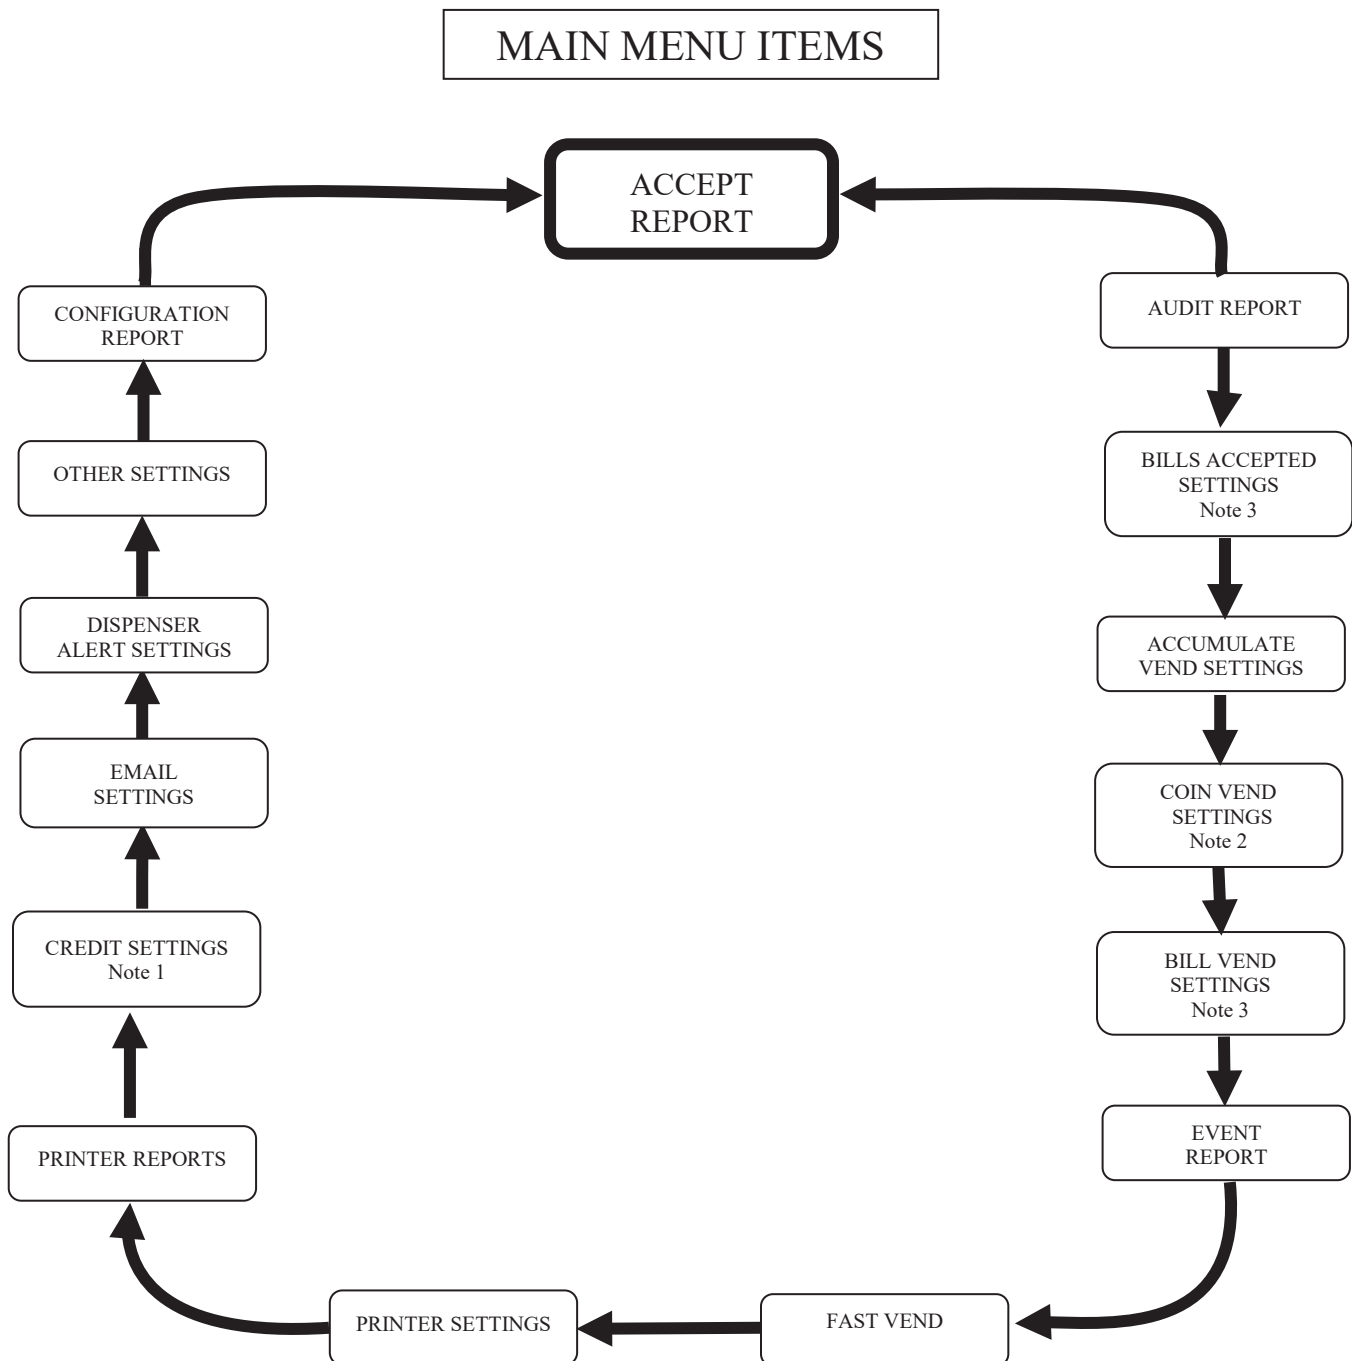 MAIN MENU ITEMS
ACCEPT
REPORT
AUDIT REPORT
BILLS ACCEPTED
SETTINGS
Note 3
ACCUMULATE
VEND SETTINGS
COIN VEND
SETTINGS
Note 2
BILL VEND
SETTINGS
Note 3
EVENT
REPORT
FAST VEND
PRINTER SETTINGS
PRINTER REPORTS
CREDIT SETTINGS
Note 1
EMAIL
SETTINGS
DISPENSER
ALERT SETTINGS
OTHER SETTINGS
CONFIGURATION
REPORT